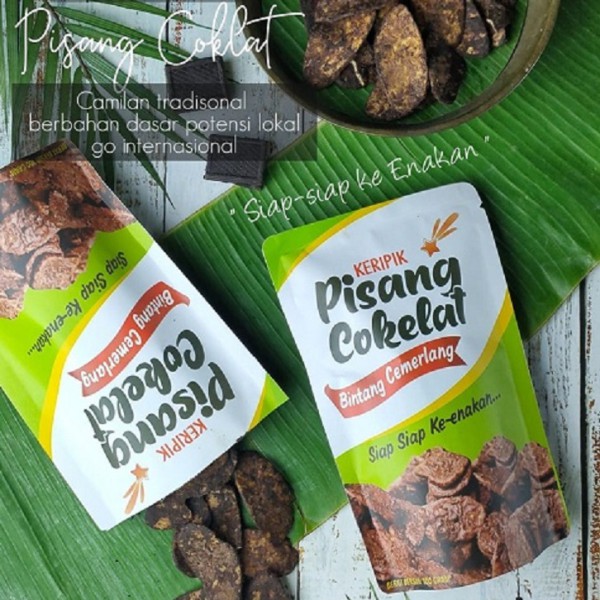 Pisang Coklat
Camilan tradisonal
berbahan dasar potensi lokal
go internasional
" Siap-siap ke Enakan "
KERIPIK
Pisang
Cokelat
Bintang Cemerlang
Siap Siap Ke-enakan...
KERIPIK
Pisang
Cokelat
Bintang Cemerlang
Siap Siap Ke-enakan...